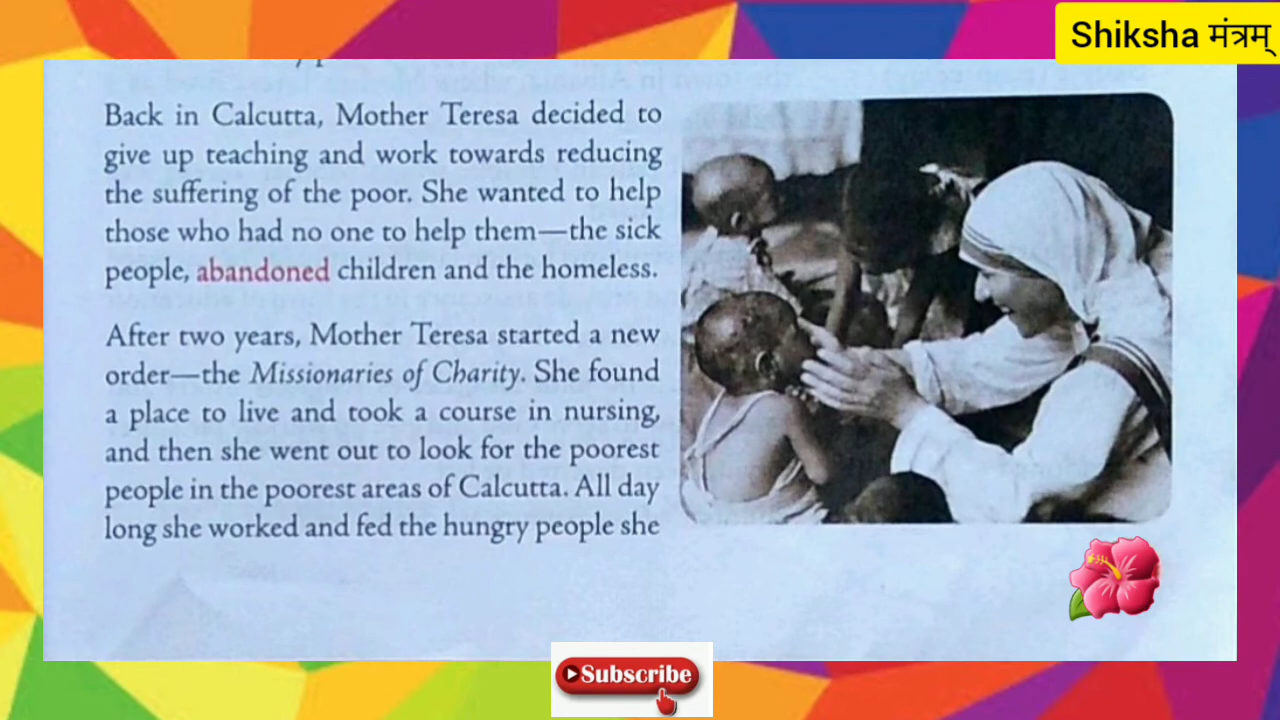 Shiksha मंत्रम्
Back in Calcutta, Mother Teresa decided to
give up teaching and work towards reducing
the suffering of the poor. She wanted to help
those who had no one to help them—the sick
people, abandoned children and the homeless.
After two years, Mother Teresa started a new
order—the Missionaries of Charity. She found
a place to live and took a course in nursing,
and then she went out to look for the poorest
people in the poorest areas of Calcutta. All day
long she worked and fed the hungry people she
Subscribe